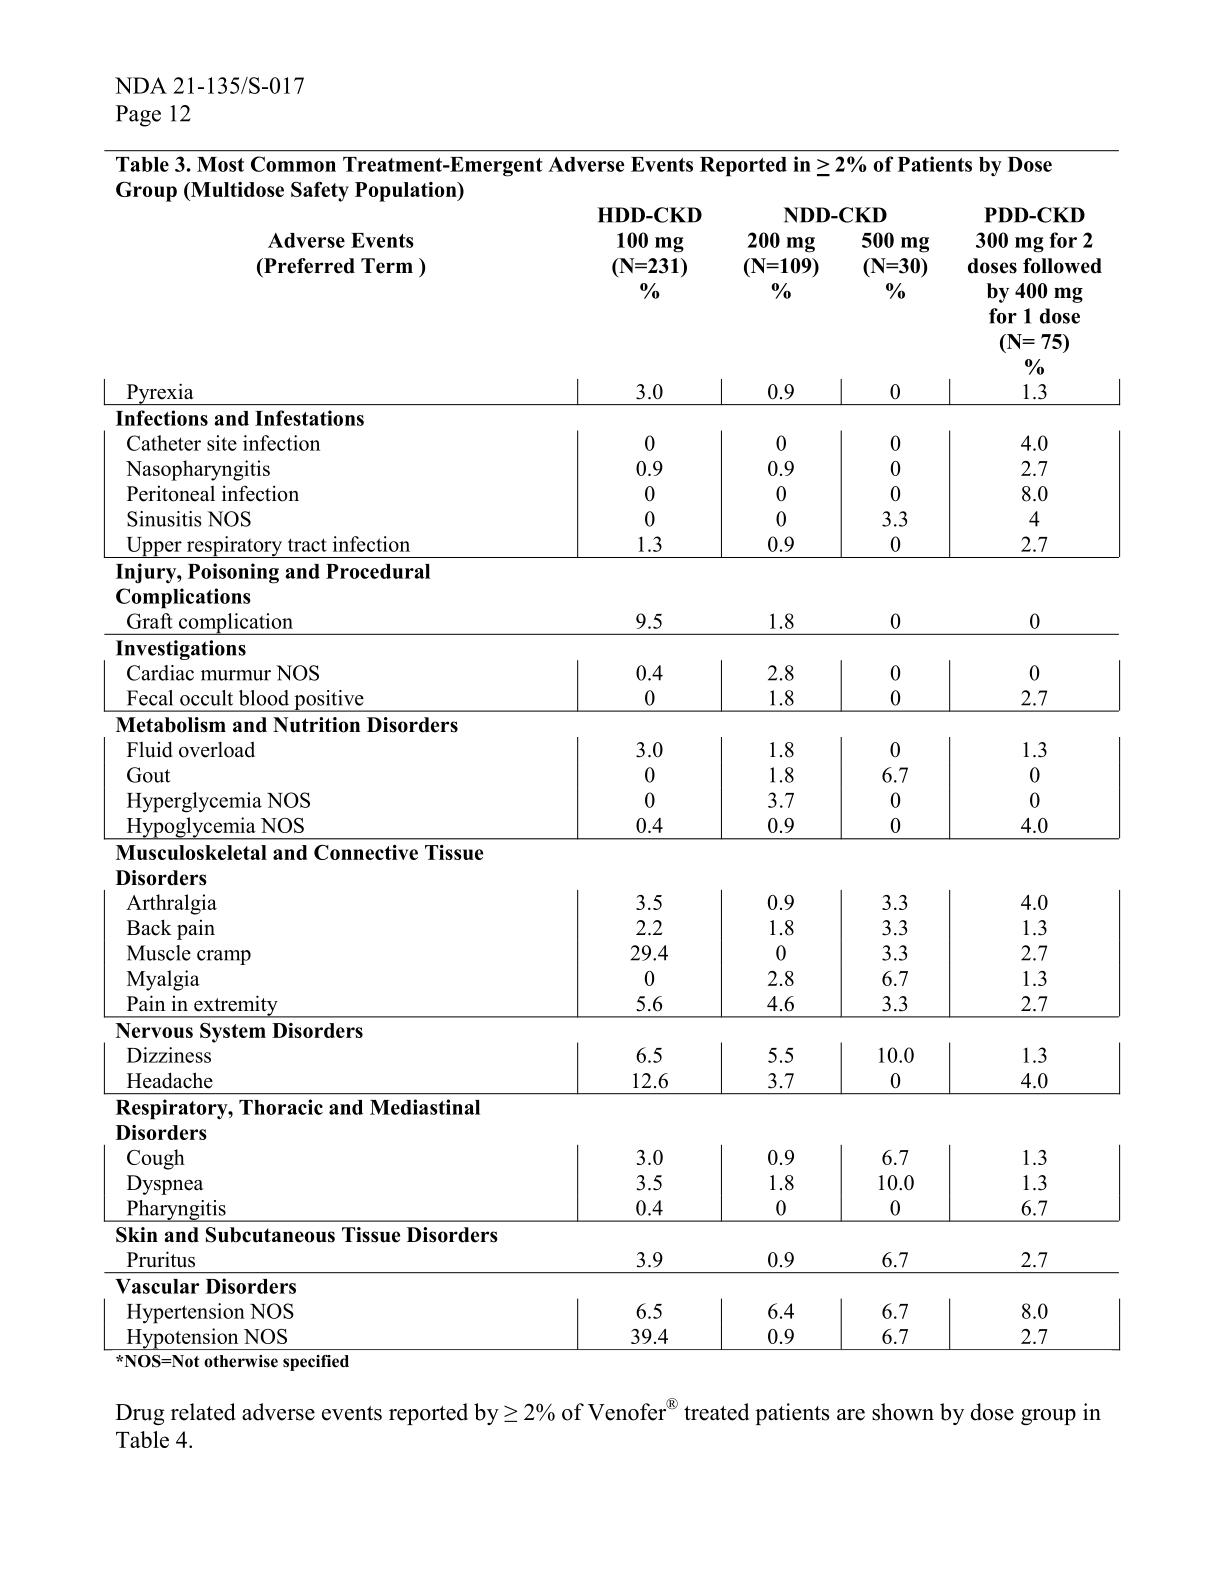 NDA 21-135/S-017
Page 12
Table 3. Most Common Treatment-Emergent Adverse Events Reported in ≥ 2% of Patients by Dose
Group (Multidose Safety Population)
HDD-CKD NDD-CKD PDD-CKD
Adverse Events 100 mg 200 mg 500 mg 300 mg for 2
(Preferred Term ) (N=231) (N=109) (N=30) doses followed
% % % by 400 mg
for 1 dose
(N= 75)
%
Pyrexia 3.0 0.9 0 1.3
Infections and Infestations
Catheter site infection 0 0 0 4.0
Nasopharyngitis 0.9 0.9 0 2.7
Peritoneal infection 0 0 0 8.0
Sinusitis NOS 0 0 3.3 4
Upper respiratory tract infection 1.3 0.9 0 2.7
Injury, Poisoning and Procedural
Complications
Graft complication 9.5 1.8 0 0
Investigations
Cardiac murmur NOS 0.4 2.8 0 0
Fecal occult blood positive 0 1.8 0 2.7
Metabolism and Nutrition Disorders
Fluid overload 3.0 1.8 0 1.3
Gout 0 1.8 6.7 0
Hyperglycemia NOS 0 3.7 0 0
Hypoglycemia NOS 0.4 0.9 0 4.0
Musculoskeletal and Connective Tissue
Disorders
Arthralgia 3.5 0.9 3.3 4.0
Back pain 2.2 1.8 3.3 1.3
Muscle cramp 29.4 0 3.3 2.7
Myalgia 0 2.8 6.7 1.3
Pain in extremity 5.6 4.6 3.3 2.7
Nervous System Disorders
Dizziness 6.5 5.5 10.0 1.3
Headache 12.6 3.7 0 4.0
Respiratory, Thoracic and Mediastinal
Disorders
Cough 3.0 0.9 6.7 1.3
Dyspnea 3.5 1.8 10.0 1.3
Pharyngitis 0.4 0 0 6.7
Skin and Subcutaneous Tissue Disorders
Pruritus 3.9 0.9 6.7 2.7
Vascular Disorders
Hypertension NOS 6.5 6.4 6.7 8.0
Hypotension NOS 39.4 0.9 6.7 2.7
*NOS=Not otherwise specified
Drug related adverse events reported by ≥ 2% of Venofer® treated patients are shown by dose group in
Table 4.